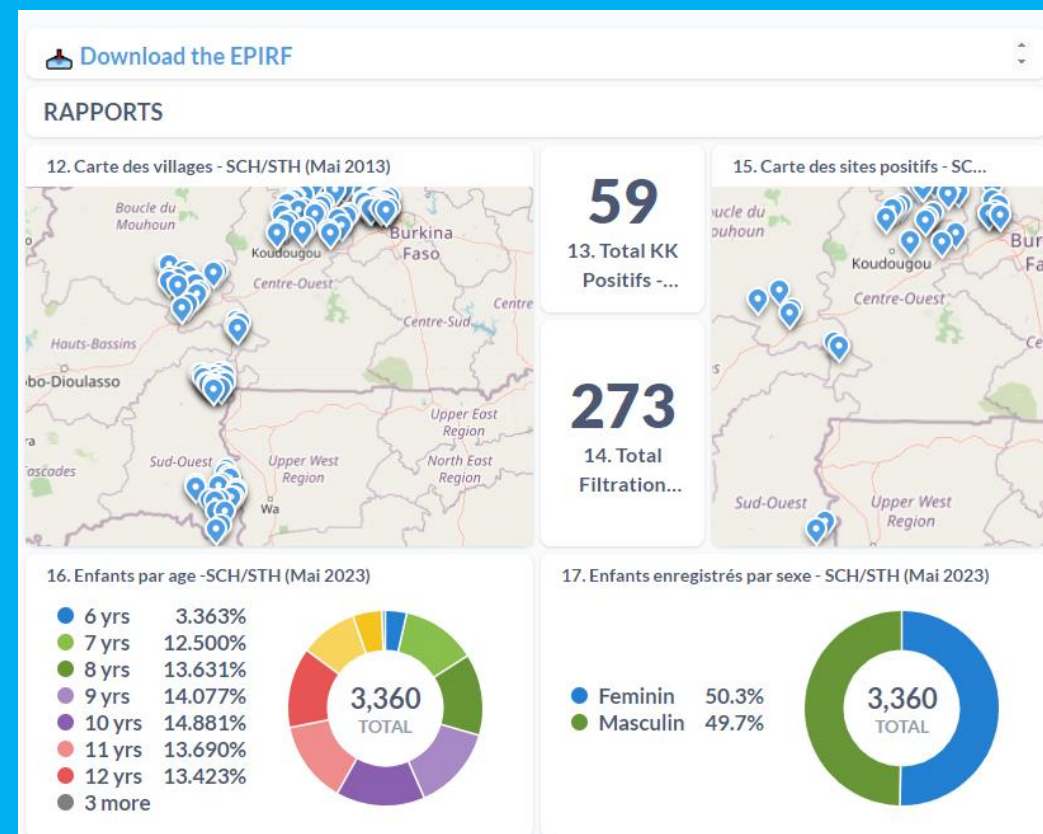 Download the EPIRF
RAPPORTS
12. Carte des villages - SCH/STH (Mai 2013)
Boucle du
Mouhoun
Koudougou
Burkina
Faso
Centre-Ouest
Centre
Centre-Sud
Hauts-Bassins
bo-Dioulasso
Upper East
Region
Sud-Ouest
Upper West
Region
North East
Region
ascades
Wa
59
13. Total KK
Positifs -...
273
14. Total
Filtration...
15. Carte des sites positifs - SC...
ucle du
ouhoun
Koudougou
Bur
Fa
Centre-Ouest
Ce
Sud-Ouest
Upper West
Region
16. Enfants par age -SCH/STH (Mai 2023)
6 yrs 3.363%
7 yrs 12.500%
8 yrs 13.631%
9 yrs 14.077%
10 yrs 14.881%
11 yrs 13.690%
12 yrs 13.423%
3 more
3,360
TOTAL
17. Enfants enregistrés par sexe - SCH/STH (Mai 2023)
Feminin 50.3%
Masculin 49.7%
3,360
TOTAL